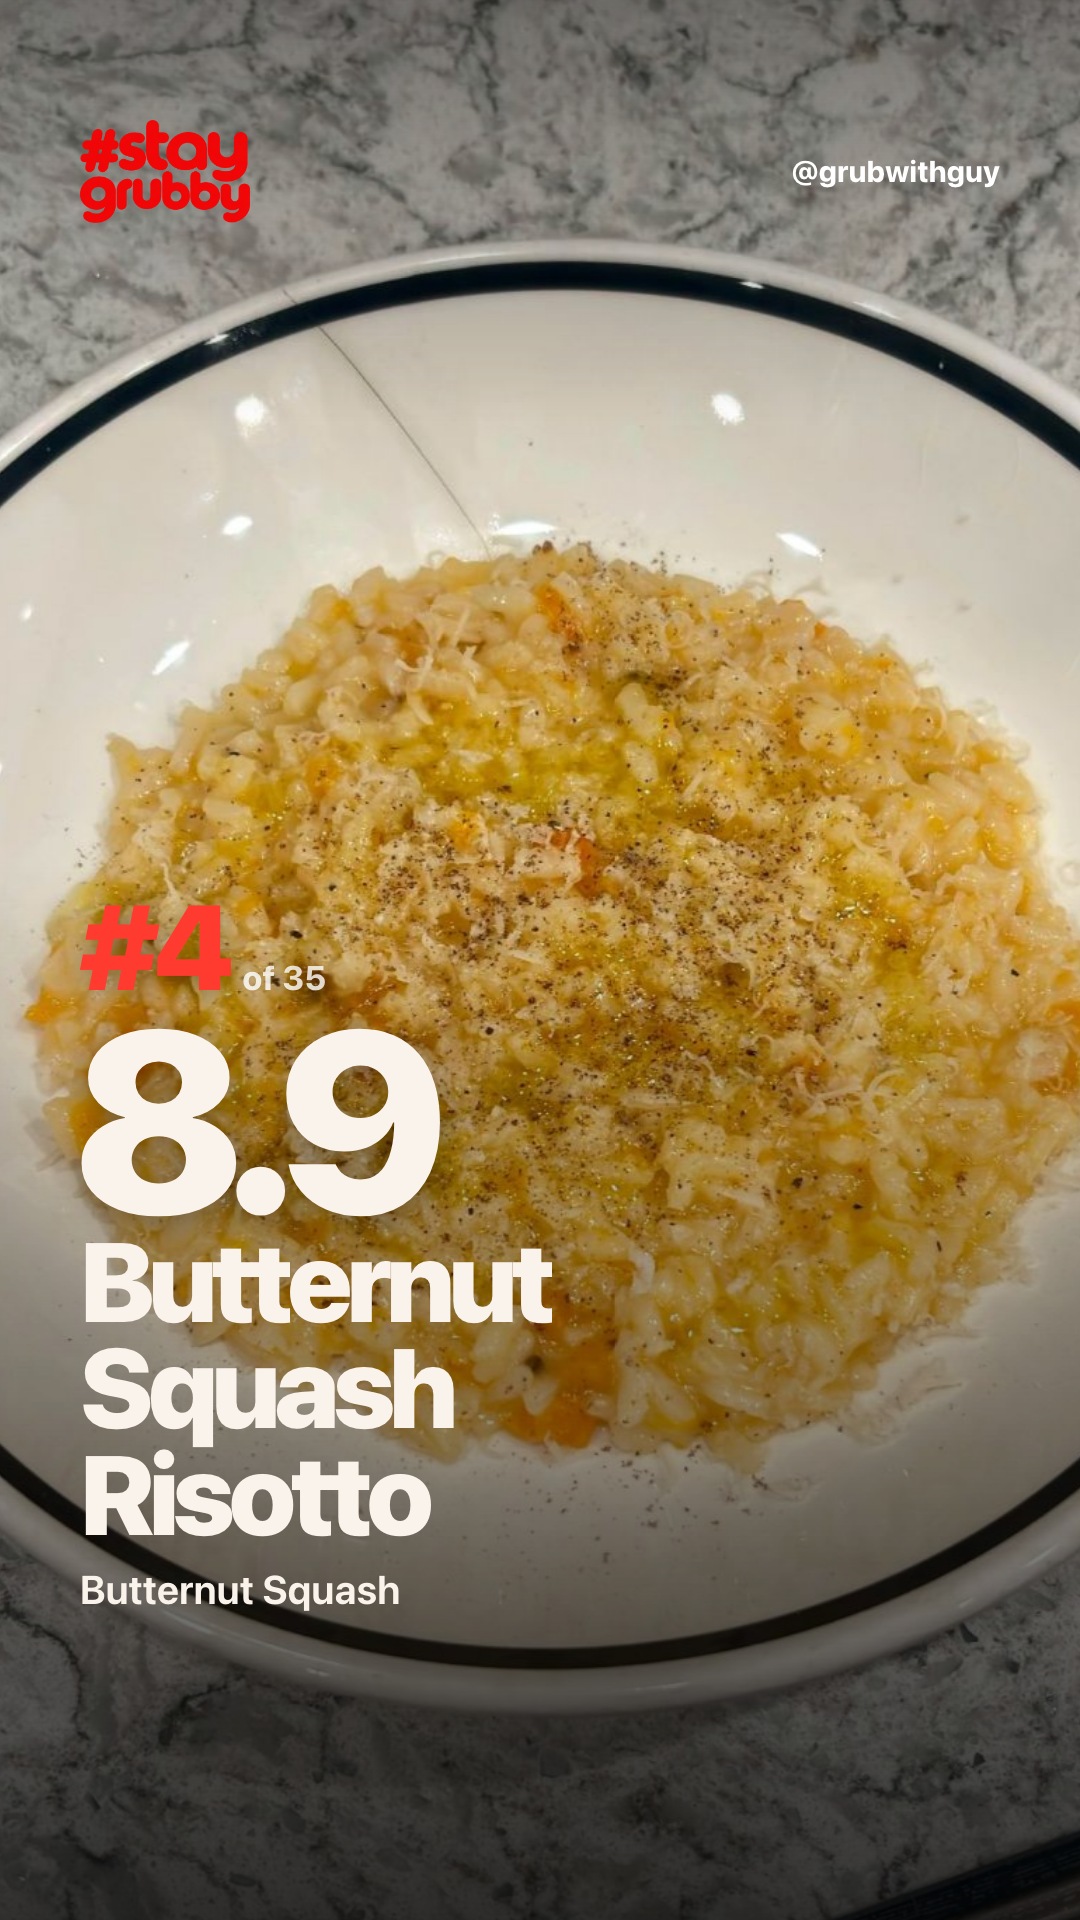 #stay
grubby
@grubwithguy
#4 of 35
8.9
Butternut
Squash
Risotto
Butternut Squash